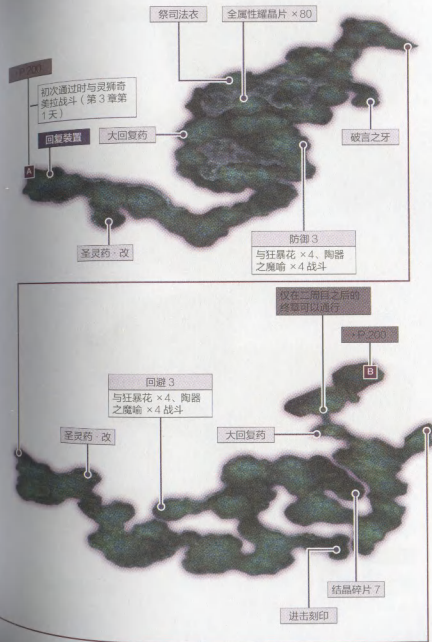 祭司法衣
全属性耀晶片×80
→P.200
初次通过时与灵狮奇
美拉战斗（第3章第
1天）
回复装置
大回复药
破言之牙
A
圣灵药·改
防御3
与狂暴花×4、陶器
之魔喻×4战斗
仅在二周目之后的
终章可以通行
→P.200
B
回避3
与狂暴花×4、陶器
之魔喻×4战斗
圣灵药·改
大回复药
结晶碎片7
进击刻印